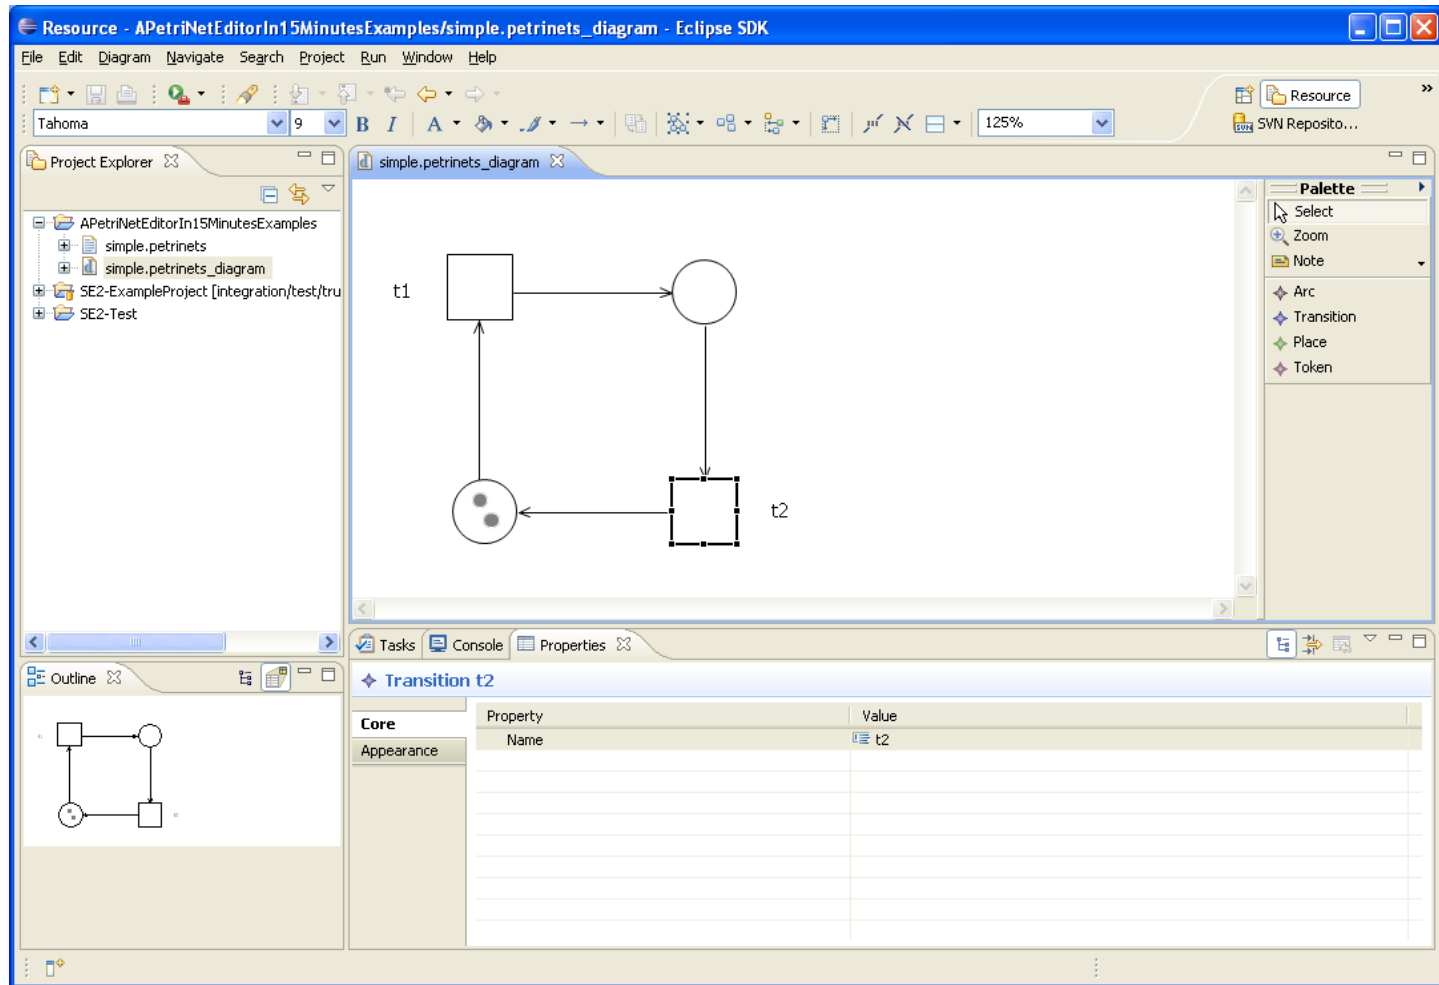 Resource - APetriNetEditorIn15MinutesExamples/simple.petrinets_diagram - Eclipse SDK
File Edit Diagram Navigate Search Project Run Window Help
Resource
»
Tahoma 9 B I A 125%
SVN Reposito...
Project Explorer
simple.petrinets_diagram
APetriNetEditorIn15MinutesExamples
simple.petrinets
simple.petrinets_diagram
SE2-ExampleProject [integration/test/tru
SE2-Test
t1
t2
Palette
Select
Zoom
Note
Arc
Transition
Place
Token
Tasks Console Properties
Outline
Transition t2
Core
Appearance
Property Value
Name t2